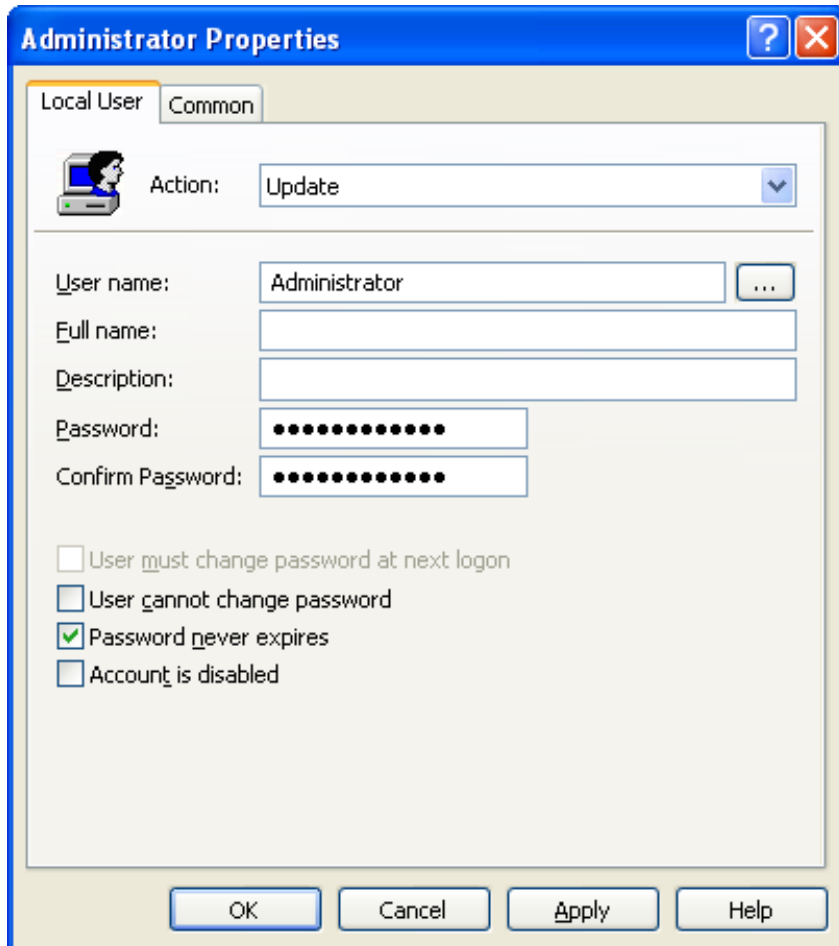 Administrator Properties
Local User
Common
Action:
Update
User name:
Administrator
...
Full name:
Description:
Password:
●●●●●●●●●●●●
Confirm Password:
●●●●●●●●●●●●
User must change password at next logon
User cannot change password
Password never expires
Account is disabled
OK
Cancel
Apply
Help